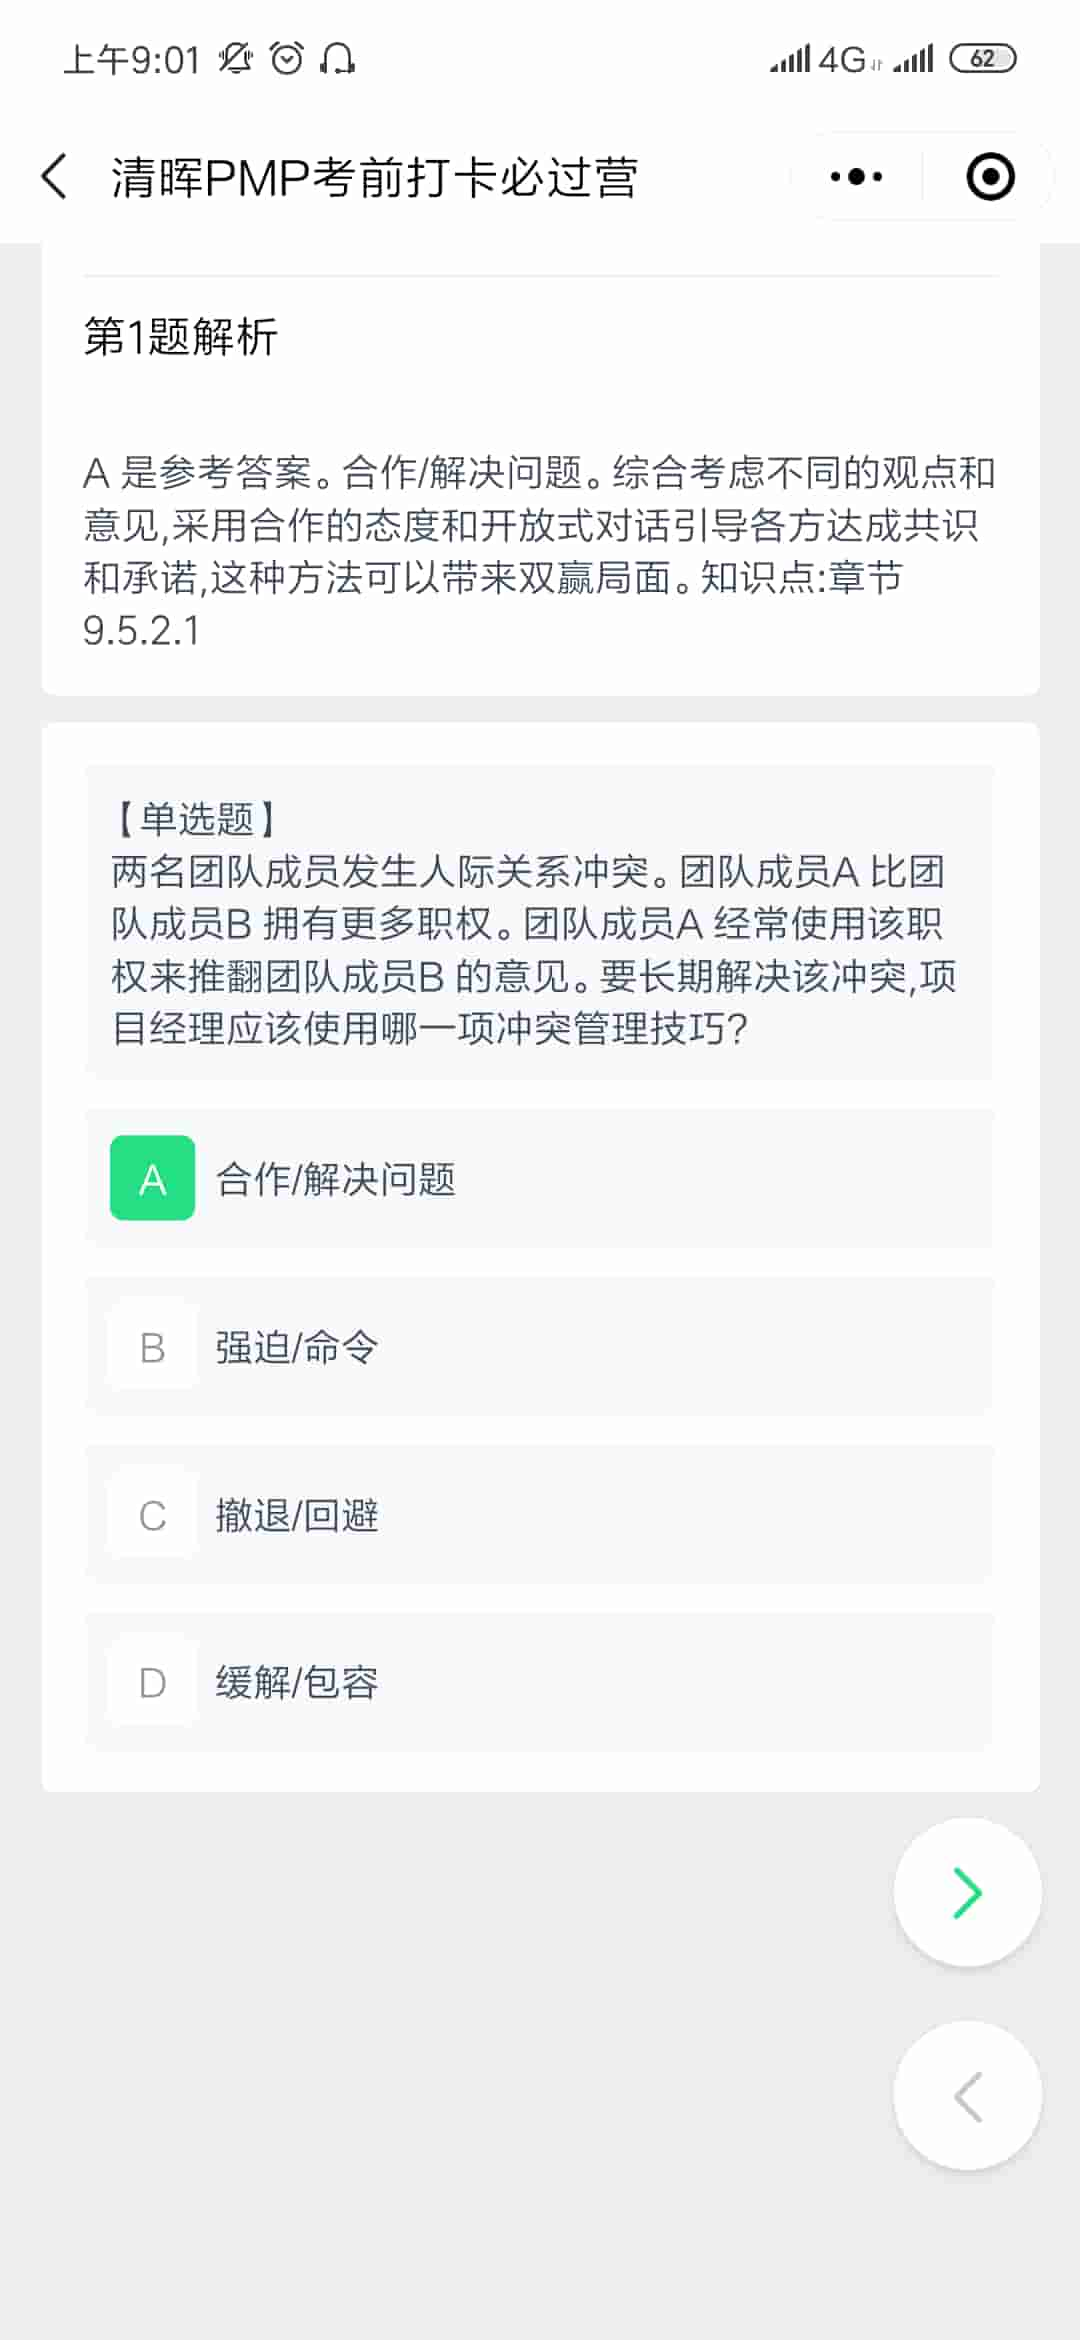 上午9:01 4G 62
清晖PMP考前打卡必过营
第1题解析
A 是参考答案。合作/解决问题。综合考虑不同的观点和
意见,采用合作的态度和开放式对话引导各方达成共识
和承诺,这种方法可以带来双赢局面。知识点:章节
9.5.2.1
【单选题】
两名团队成员发生人际关系冲突。团队成员A 比团
队成员B 拥有更多职权。团队成员A 经常使用该职
权来推翻团队成员B 的意见。要长期解决该冲突,项
目经理应该使用哪一项冲突管理技巧?
A 合作/解决问题
B 强迫/命令
C 撤退/回避
D 缓解/包容